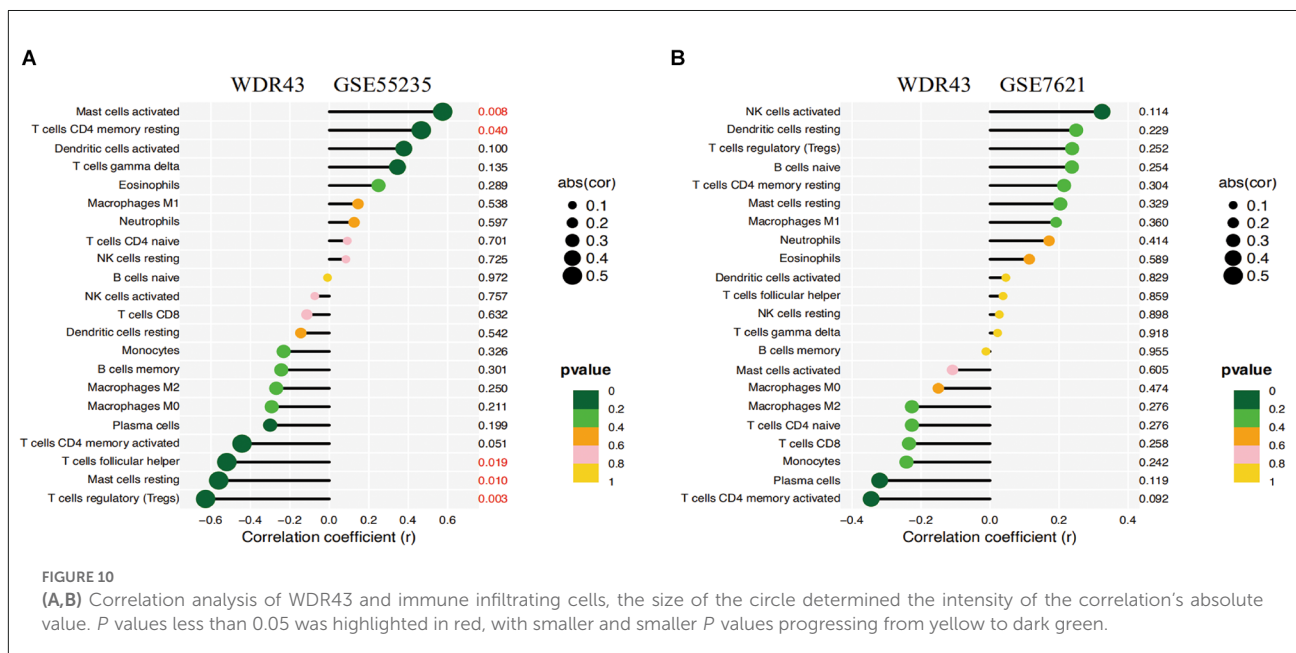 A
WDR43 GSE55235
Mast cells activated 0.008
T cells CD4 memory resting 0.040
Dendritic cells activated 0.100
T cells gamma delta 0.135
Eosinophils 0.289
Macrophages M1 0.538
Neutrophils 0.597
T cells CD4 naive 0.701
NK cells resting 0.725
B cells naive 0.972
NK cells activated 0.757
T cells CD8 0.632
Dendritic cells resting 0.542
Monocytes 0.326
B cells memory 0.301
Macrophages M2 0.250
Macrophages M0 0.211
Plasma cells 0.199
T cells CD4 memory activated 0.051
T cells follicular helper 0.019
Mast cells resting 0.010
T cells regulatory (Tregs) 0.003
−0.6 −0.4 −0.2 0.0 0.2 0.4 0.6
Correlation coefficient (r)
abs(cor)
0.1
0.2
0.3
0.4
0.5
pvalue
0
0.2
0.4
0.6
0.8
1
B
WDR43 GSE7621
NK cells activated 0.114
Dendritic cells resting 0.229
T cells regulatory (Tregs) 0.252
B cells naive 0.254
T cells CD4 memory resting 0.304
Mast cells resting 0.329
Macrophages M1 0.360
Neutrophils 0.414
Eosinophils 0.589
Dendritic cells activated 0.829
T cells follicular helper 0.859
NK cells resting 0.898
T cells gamma delta 0.918
B cells memory 0.955
Mast cells activated 0.605
Macrophages M0 0.474
Macrophages M2 0.276
T cells CD4 naive 0.276
T cells CD8 0.258
Monocytes 0.242
Plasma cells 0.119
T cells CD4 memory activated 0.092
−0.4 −0.2 0.0 0.2 0.4
Correlation coefficient (r)
abs(cor)
0.1
0.2
0.3
0.4
0.5
pvalue
0
0.2
0.4
0.6
0.8
1
FIGURE 10
(A,B) Correlation analysis of WDR43 and immune infiltrating cells, the size of the circle determined the intensity of the correlation's absolute
value. P values less than 0.05 was highlighted in red, with smaller and smaller P values progressing from yellow to dark green.